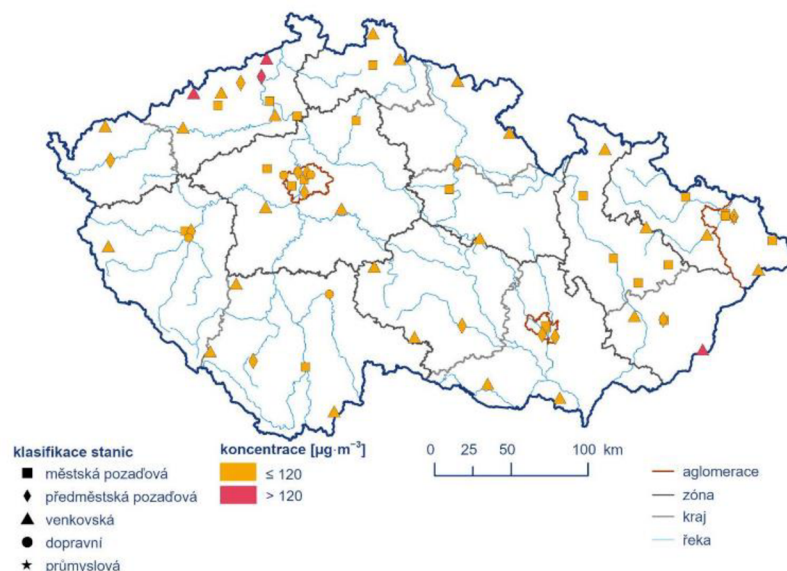 klasifikace stanic
městská pozaďová
předměstská pozaďová
venkovská
dopravní
průmyslová
koncentrace [µg·m⁻³]
≤ 120
> 120
0 25 50 100 km
aglomerace
zóna
kraj
řeka